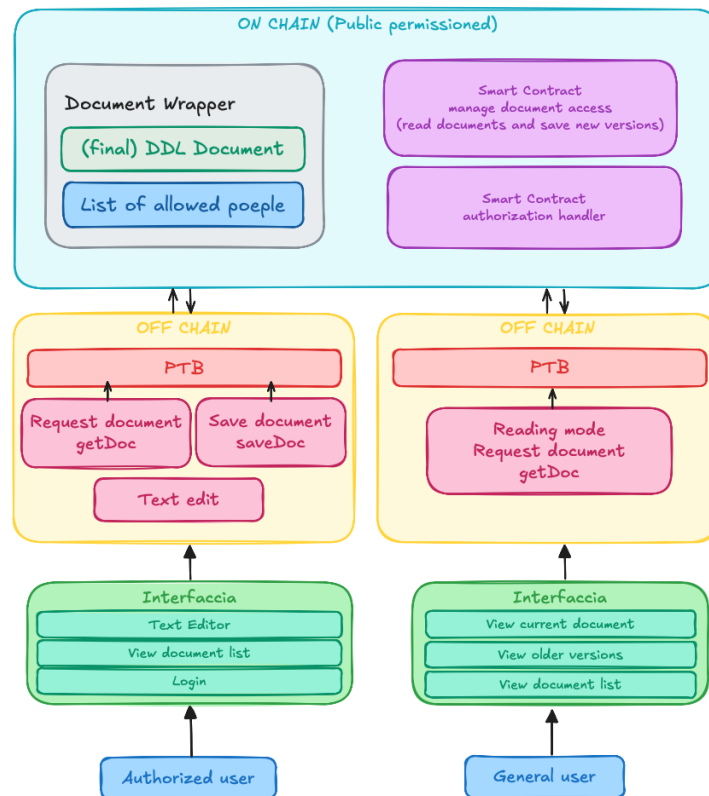 ON CHAIN (Public permissioned)
Document Wrapper
(final) DDL Document
List of allowed poeple
Smart Contract
manage document access
(read documents and save new versions)
Smart Contract
authorization handler
OFF CHAIN
PTB
Request document
getDoc
Save document
saveDoc
Text edit
OFF CHAIN
PTB
Reading mode
Request document
getDoc
Interfaccia
Text Editor
View document list
Login
Interfaccia
View current document
View older versions
View document list
Authorized user
General user